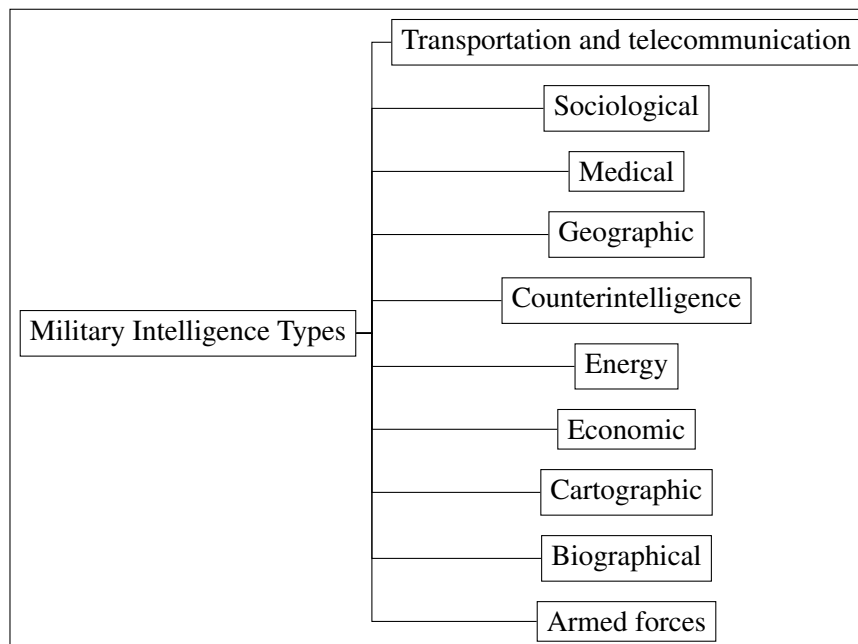 Transportation and telecommunication
Sociological
Medical
Geographic
Counterintelligence
Military Intelligence Types
Energy
Economic
Cartographic
Biographical
Armed forces